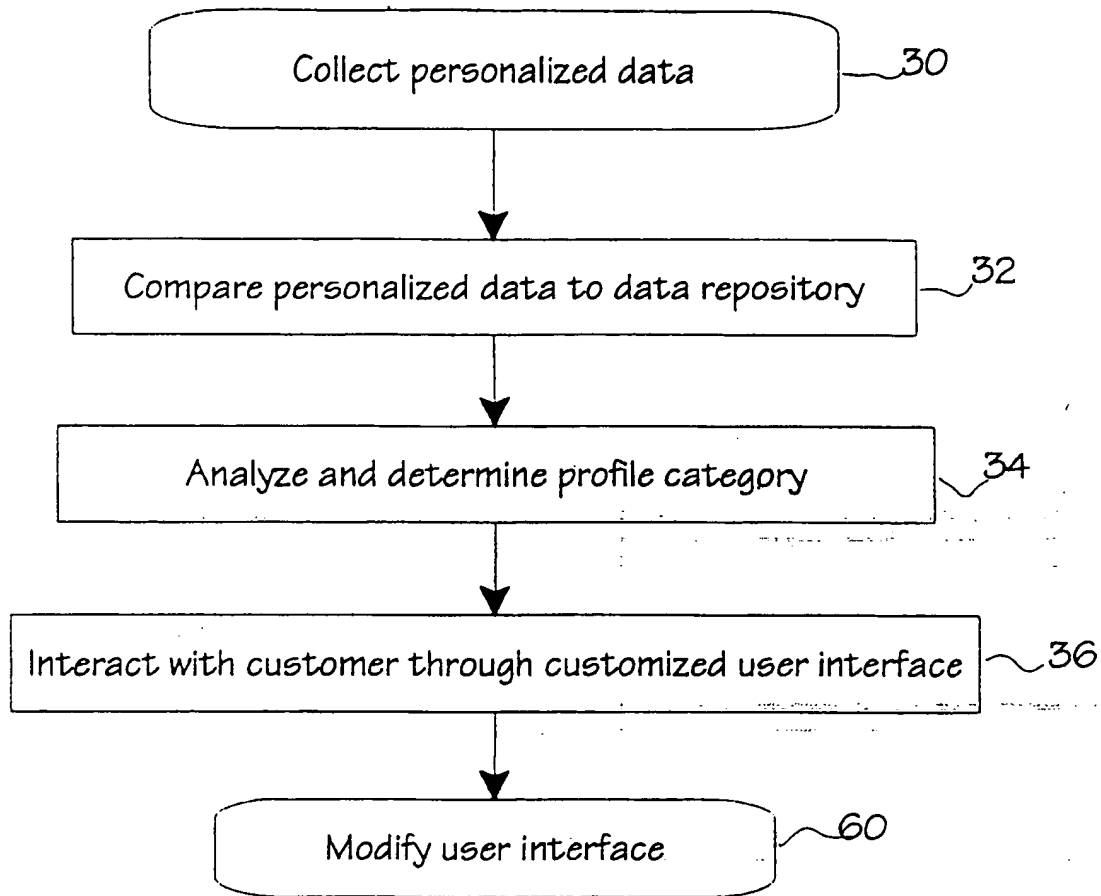 Collect personalized data
30
Compare personalized data to data repository
32
Analyze and determine profile category
34
Interact with customer through customized user interface
36
Modify user interface
60